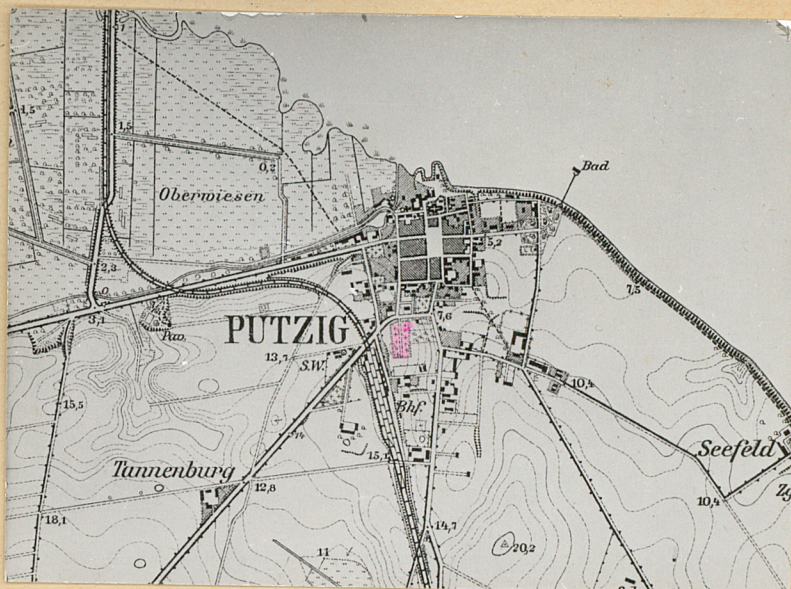 1,5
1,5
0,2
Bad
Oberwiesen
5,2
2,3
7,5
3,1
7,6
PUTZIG
Pav.
13,7
S.W.
10,4
15,5
Bhf.
14
Seefeld
15,1
Tannenburg
12,8
10,4
18,1
14,7
11
20,2